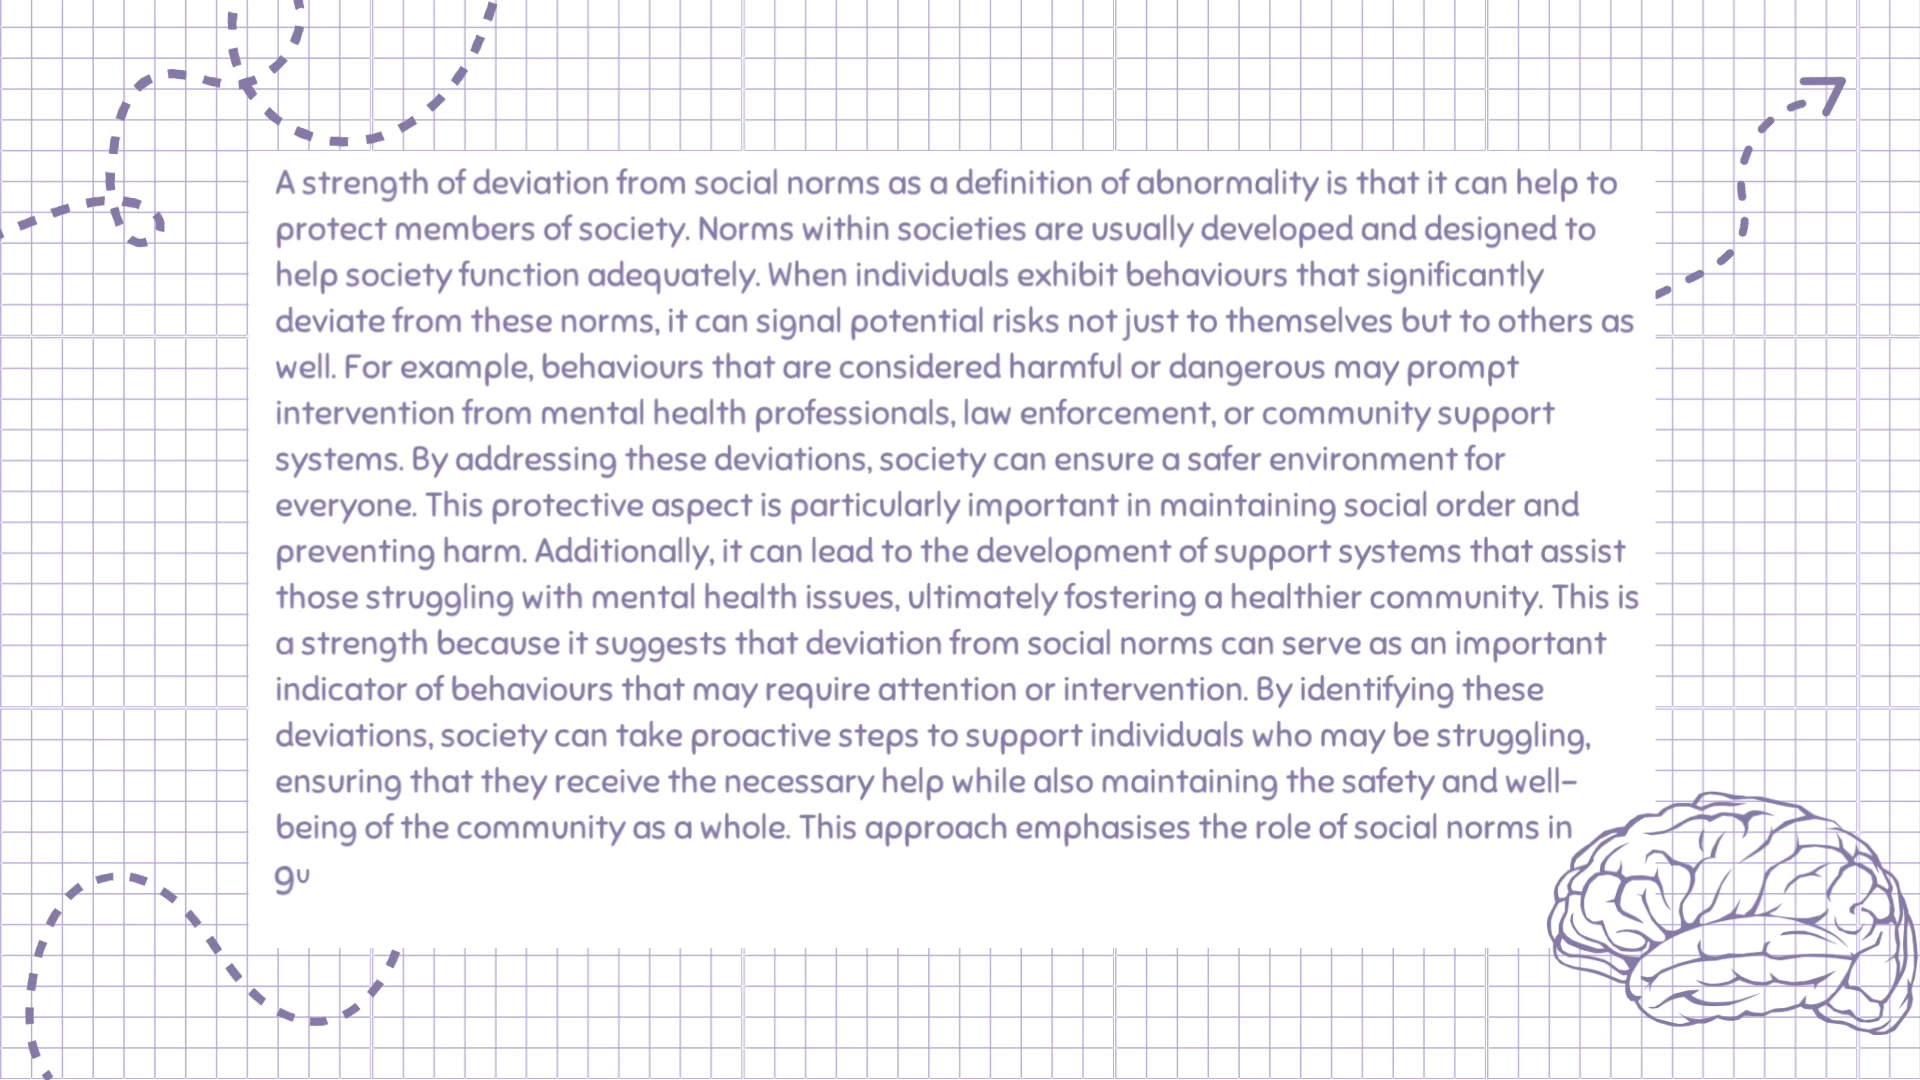 A strength of deviation from social norms as a definition of abnormality is that it can help to
protect members of society. Norms within societies are usually developed and designed to
help society function adequately. When individuals exhibit behaviours that significantly
deviate from these norms, it can signal potential risks not just to themselves but to others as
well. For example, behaviours that are considered harmful or dangerous may prompt
intervention from mental health professionals, law enforcement, or community support
systems. By addressing these deviations, society can ensure a safer environment for
everyone. This protective aspect is particularly important in maintaining social order and
preventing harm. Additionally, it can lead to the development of support systems that assist
those struggling with mental health issues, ultimately fostering a healthier community. This is
a strength because it suggests that deviation from social norms can serve as an important
indicator of behaviours that may require attention or intervention. By identifying these
deviations, society can take proactive steps to support individuals who may be struggling,
ensuring that they receive the necessary help while also maintaining the safety and well-
being of the community as a whole. This approach emphasises the role of social norms in
gu